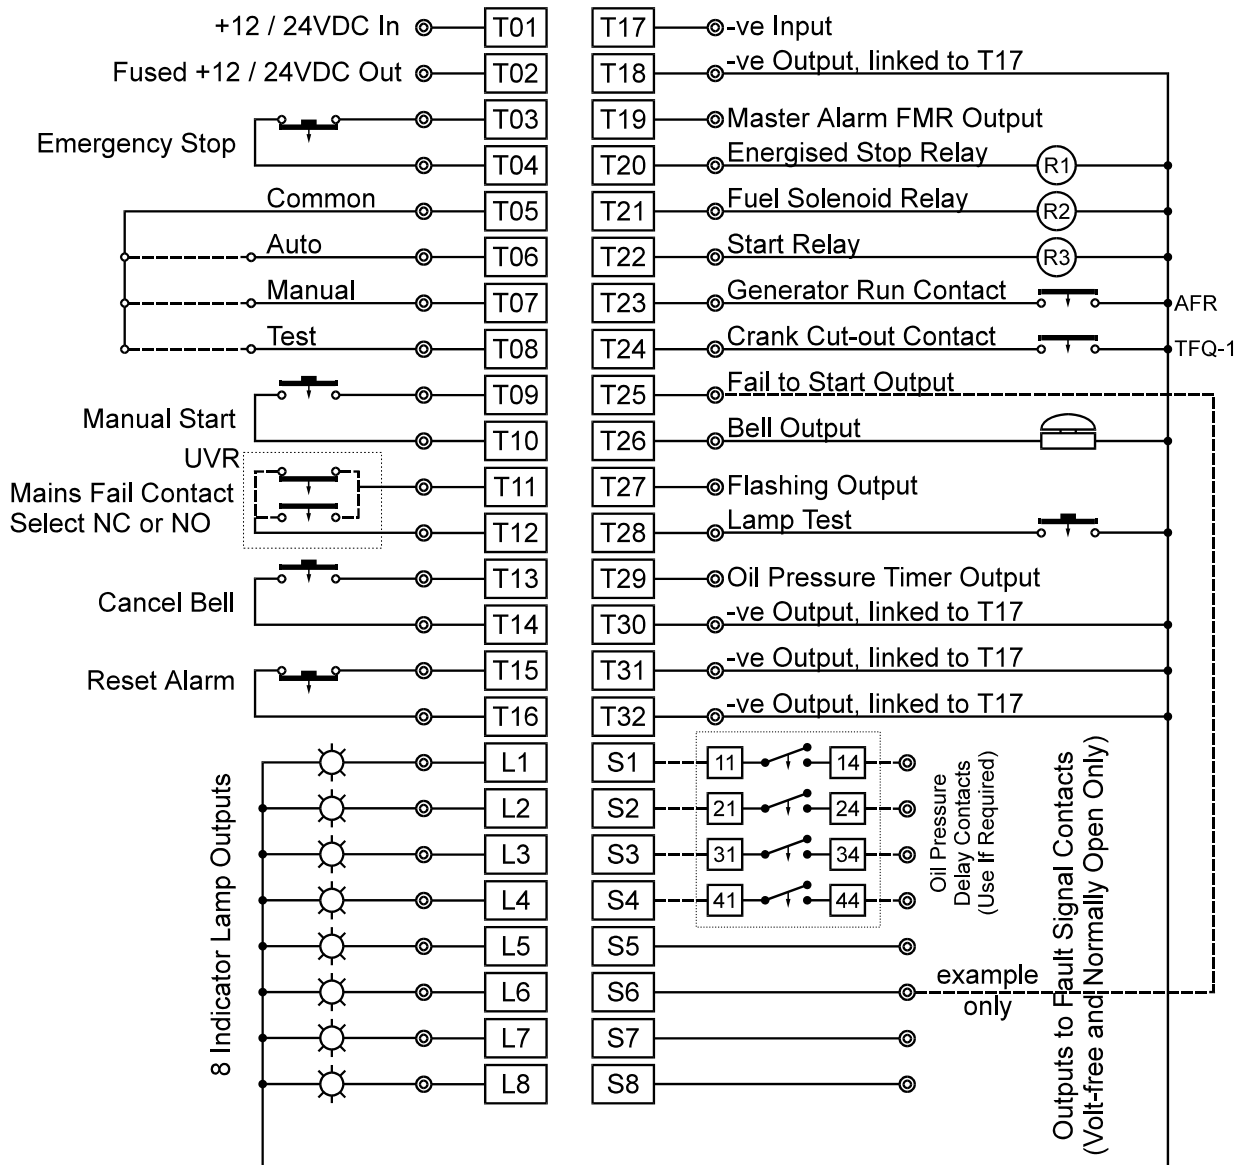 +12 / 24VDC In T01 T17 -ve Input
Fused +12 / 24VDC Out T02 T18 -ve Output, linked to T17
Emergency Stop T03 T19 Master Alarm FMR Output
T04 T20 Energised Stop Relay R1
Common T05 T21 Fuel Solenoid Relay R2
Auto T06 T22 Start Relay R3
Manual T07 T23 Generator Run Contact AFR
Test T08 T24 Crank Cut-out Contact TFQ-1
Manual Start T09 T25 Fail to Start Output
T10 T26 Bell Output
UVR
Mains Fail Contact T11 T27 Flashing Output
Select NC or NO T12 T28 Lamp Test
Cancel Bell T13 T29 Oil Pressure Timer Output
T14 T30 -ve Output, linked to T17
Reset Alarm T15 T31 -ve Output, linked to T17
T16 T32 -ve Output, linked to T17
L1 S1 11 14
L2 S2 21 24
L3 S3 31 34
L4 S4 41 44
L5 S5
L6 S6 example
only
L7 S7
L8 S8
8 Indicator Lamp Outputs
Oil Pressure
Delay Contacts
(Use If Required)
Outputs to Fault Signal Contacts
(Volt-free and Normally Open Only)